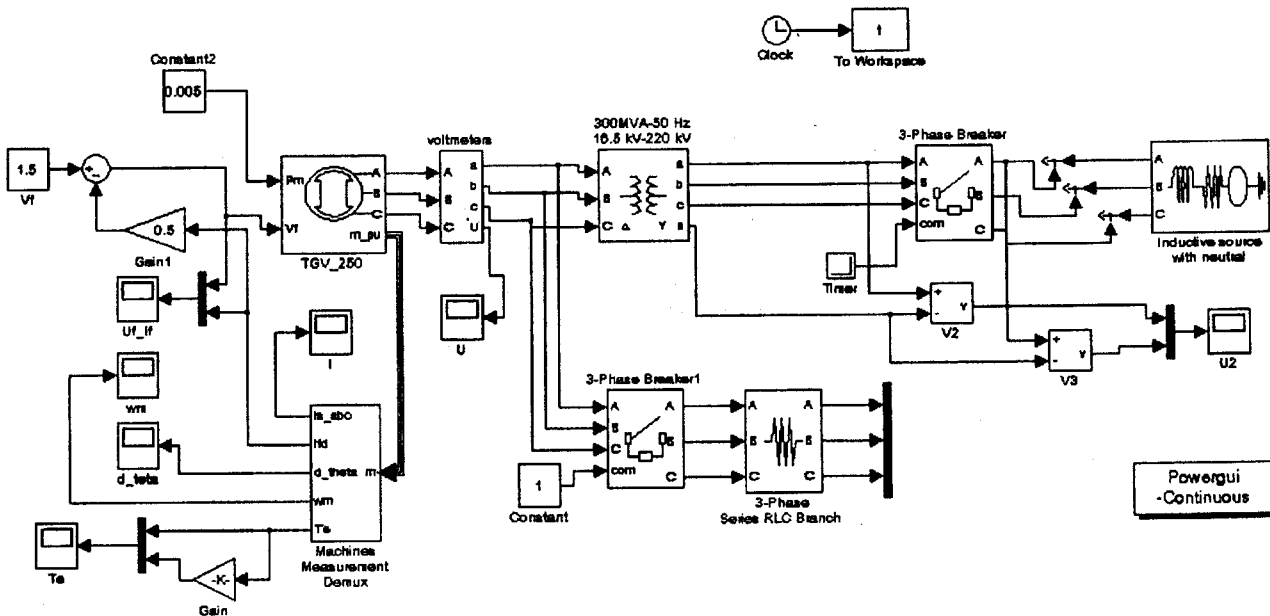 Clock
t
To Workspace
Constant2
0.005
1.5
Vf
+
-
0.5
Gain1
Pm
Vf
A
B
C
m_pu
TGV_250
voltmeters
A
B
C
a
b
c
U
300MVA-50 Hz
16.5 kV-220 kV
A
B
C
Δ
a
b
c
Y
n
3-Phase Breaker
A
B
C
com
A
B
C
Timer
A
B
C
Inductive source
with neutral
Uf_If
wm
d_teta
I
U
+
-
v
V2
+
-
v
V3
U2
is_abc
ifd
d_theta
wm
Te
m
Machines
Measurement
Demux
Te
-K-
Gain
3-Phase Breaker1
A
B
C
com
A
B
C
1
Constant
A
B
C
A
B
C
3-Phase
Series RLC Branch
Powergui
-Continuous